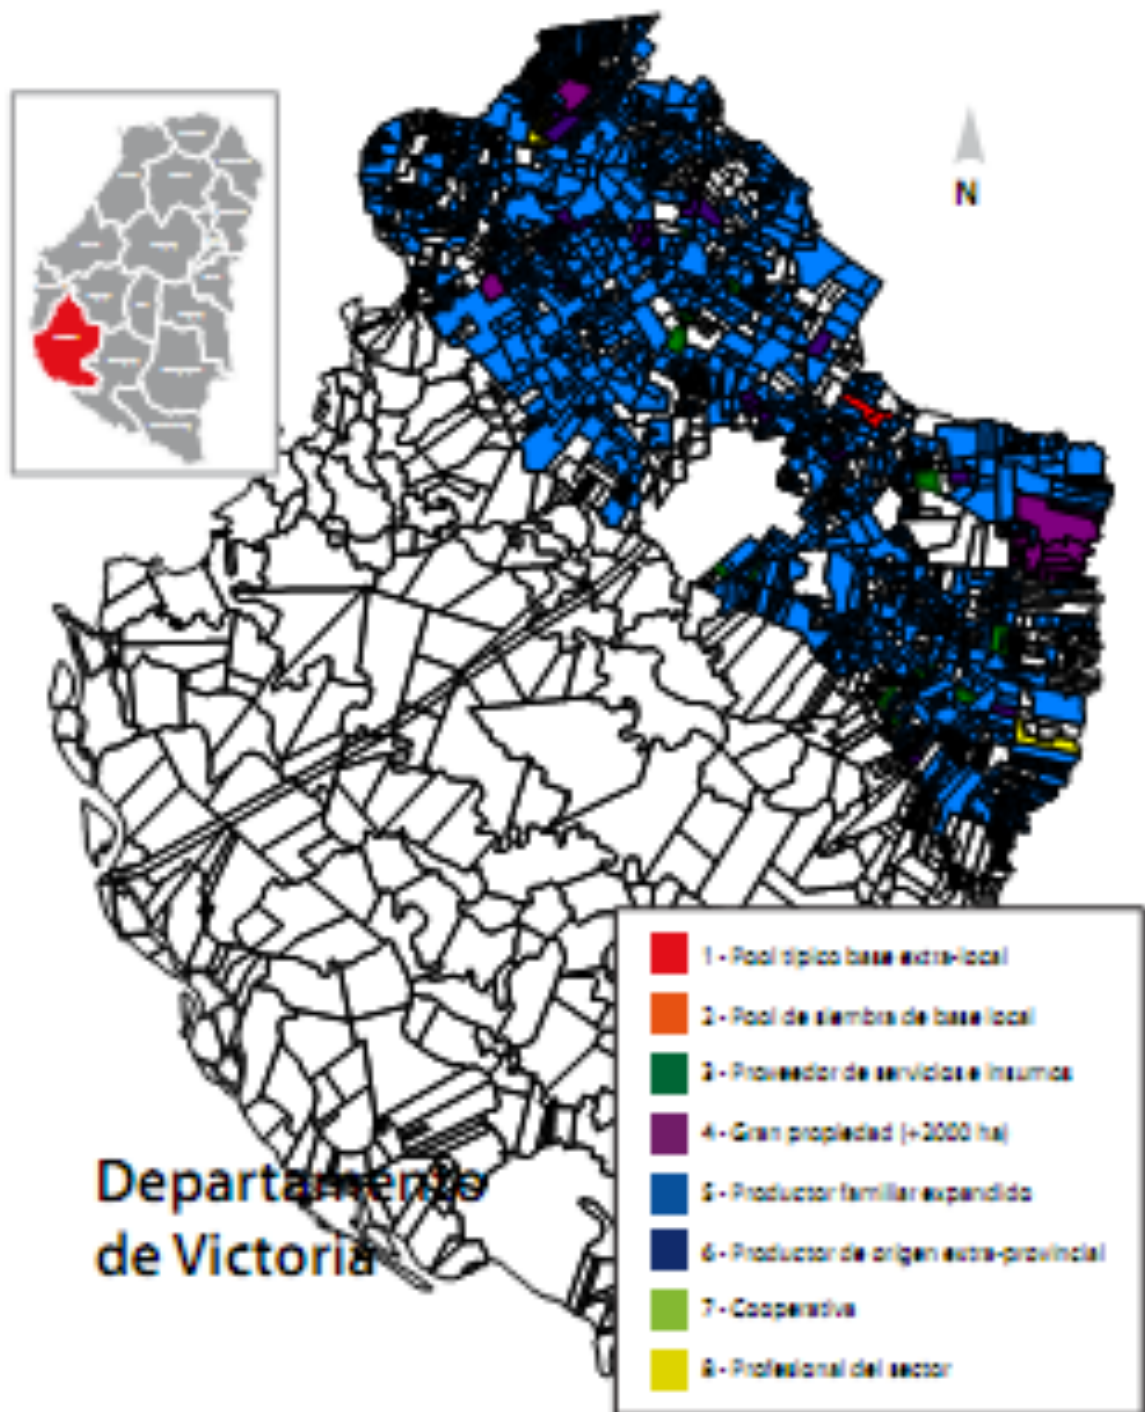 N
1 - Pool típico base extra-local
2 - Pool de siembra de base local
3 - Proveedor de servicios e insumos
4 - Gran propiedad (+2000 ha)
5 - Productor familiar expandido
6 - Productor de origen extra-provincial
7 - Cooperativa
8 - Profesional del sector
Departamento
de Victoria